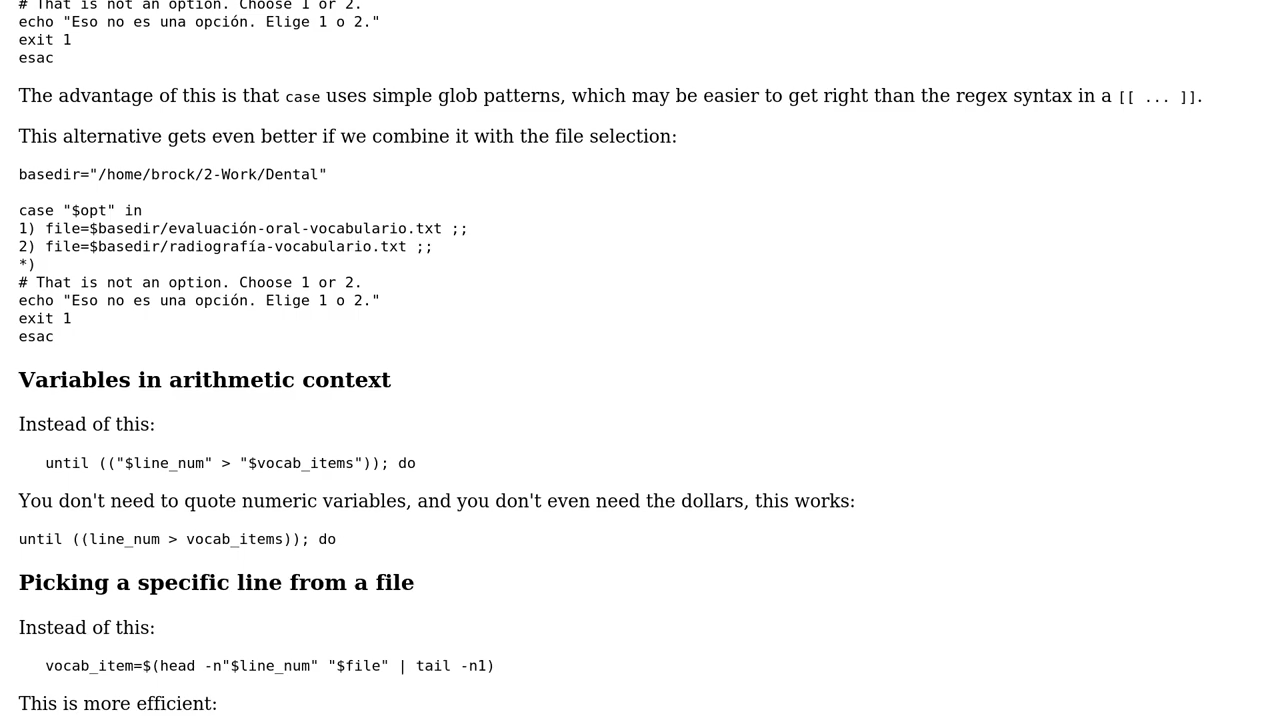 # That is not an option. Choose 1 or 2.
echo "Eso no es una opción. Elige 1 o 2."
exit 1
esac
The advantage of this is that case uses simple glob patterns, which may be easier to get right than the regex syntax in a [[ ... ]].
This alternative gets even better if we combine it with the file selection:
basedir="/home/brock/2-Work/Dental"
case "$opt" in
1) file=$basedir/evaluación-oral-vocabulario.txt ;;
2) file=$basedir/radiografía-vocabulario.txt ;;
*)
# That is not an option. Choose 1 or 2.
echo "Eso no es una opción. Elige 1 o 2."
exit 1
esac
Variables in arithmetic context
Instead of this:
until (("$line_num" > "$vocab_items")); do
You don't need to quote numeric variables, and you don't even need the dollars, this works:
until ((line_num > vocab_items)); do
Picking a specific line from a file
Instead of this:
vocab_item=$(head -n"$line_num" "$file" | tail -n1)
This is more efficient: